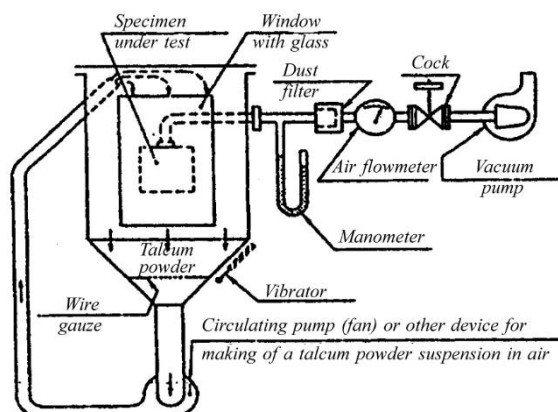 Specimen
under test
Window
with glass
Dust
filter
Cock
Air flowmeter
Vacuum
pump
Manometer
Talcum
powder
Wire
gauze
Vibrator
Circulating pump (fan) or other device for
making of a talcum powder suspension in air